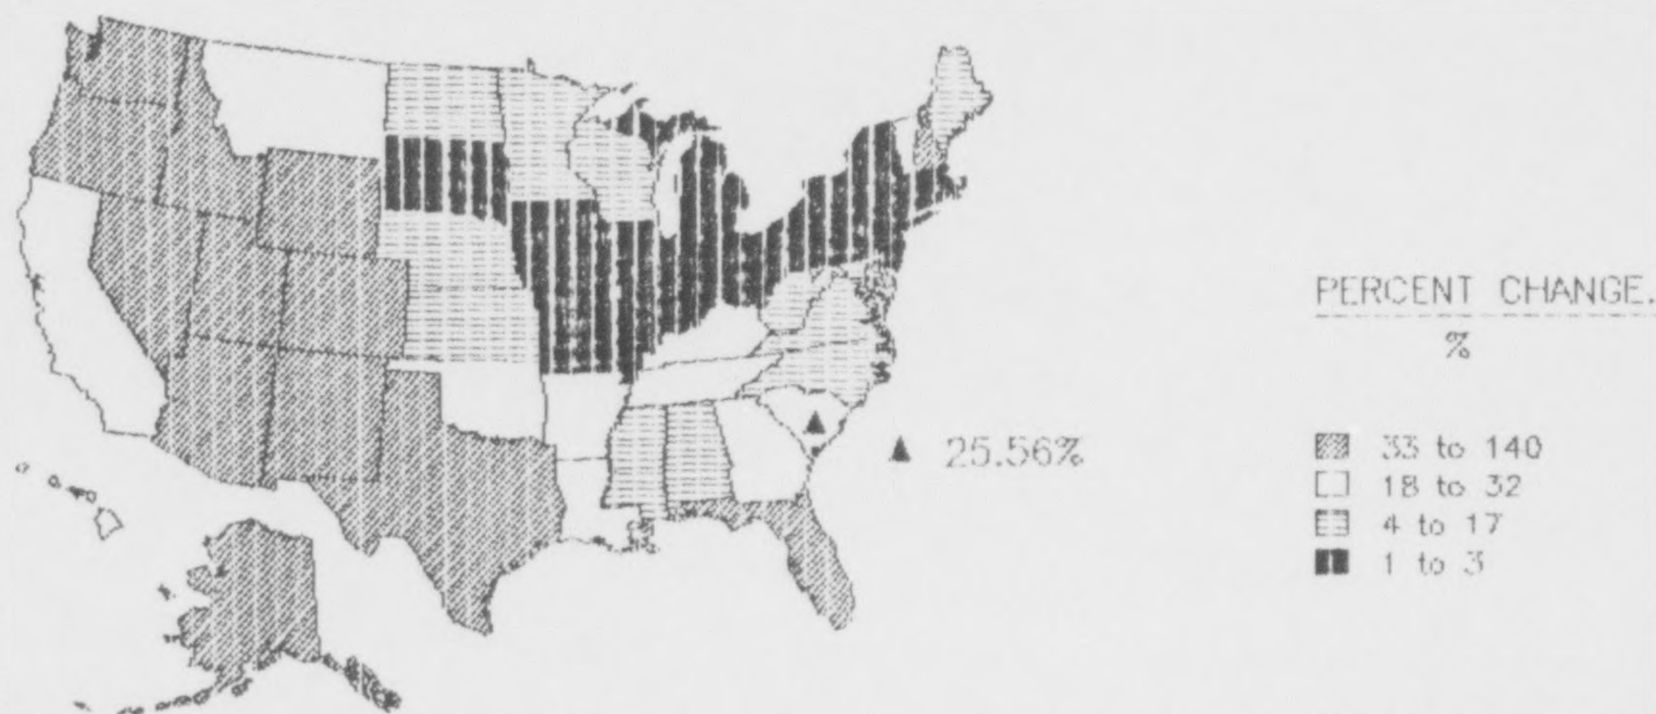 PERCENT CHANGE.
%
▲ 25.56%
33 to 140
18 to 32
4 to 17
1 to 3